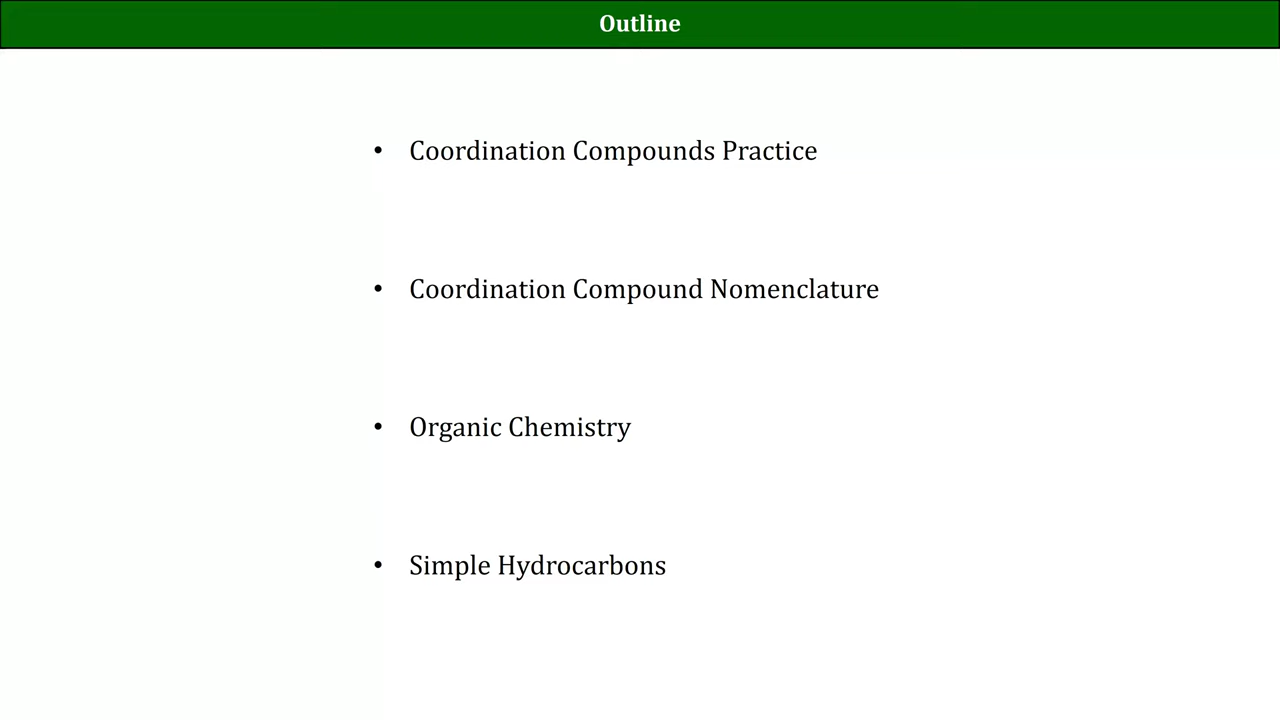 Outline
• Coordination Compounds Practice
• Coordination Compound Nomenclature
• Organic Chemistry
• Simple Hydrocarbons